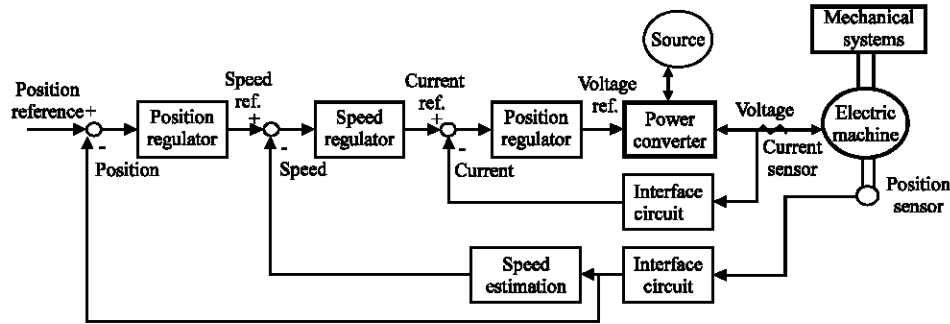 Mechanical
systems
Source
Position
reference
+
-
Position
Position
regulator
Speed
ref.
+
-
Speed
Speed
regulator
Current
ref.
+
-
Current
Position
regulator
Voltage
ref.
Power
converter
Voltage
Current
sensor
Electric
machine
Position
sensor
Interface
circuit
Speed
estimation
Interface
circuit